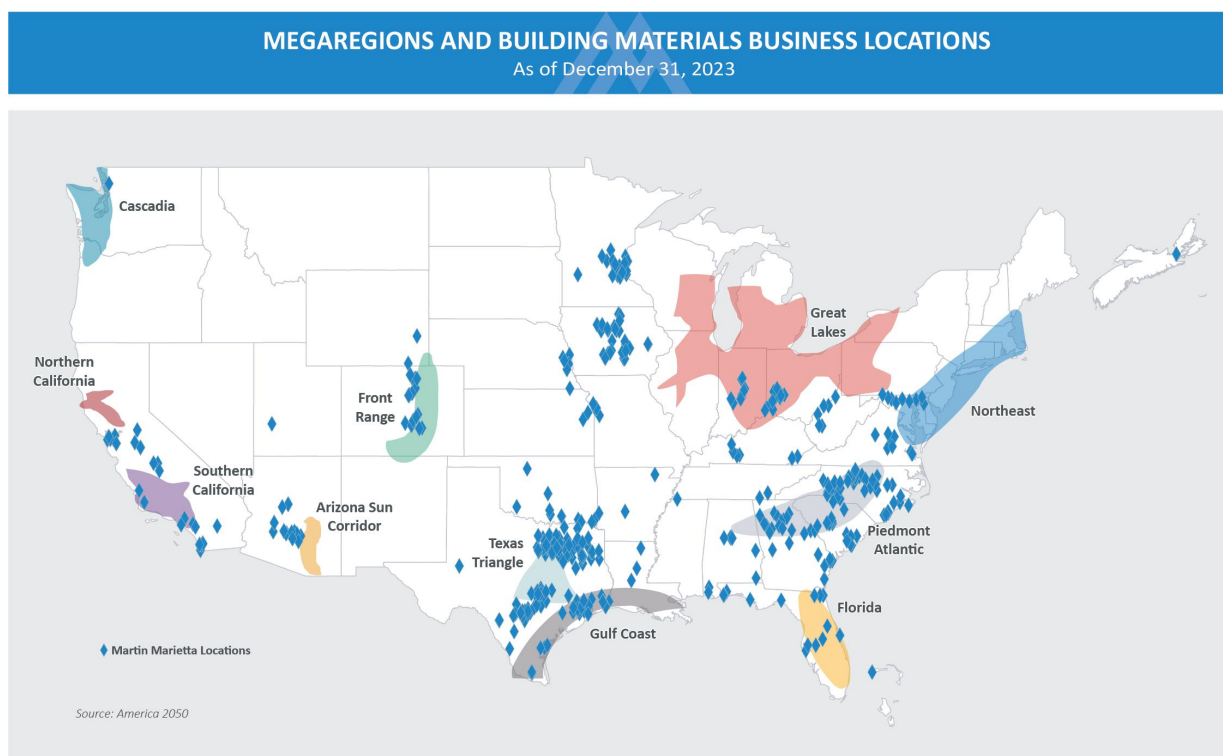 MEGAREGIONS AND BUILDING MATERIALS BUSINESS LOCATIONS
As of December 31, 2023
Cascadia
Northern
California
Southern
California
Arizona Sun
Corridor
Front
Range
Texas
Triangle
Gulf Coast
Great
Lakes
Northeast
Piedmont
Atlantic
Florida
Martin Marietta Locations
Source: America 2050